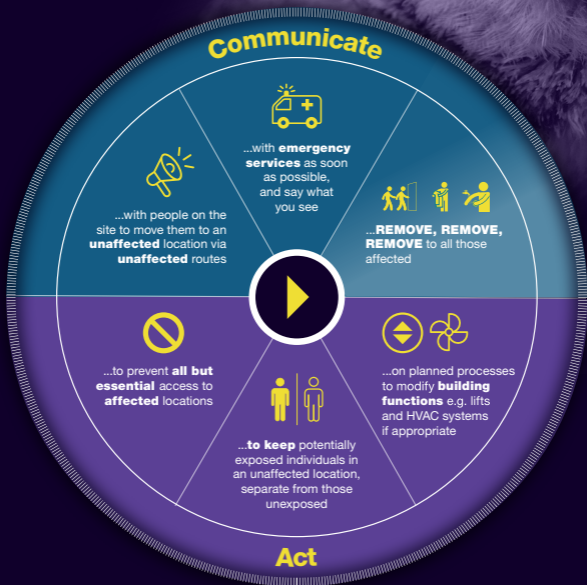 Communicate
...with emergency
services as soon
as possible,
and say what
you see
...with people on the
site to move them to an
unaffected location via
unaffected routes
...REMOVE, REMOVE,
REMOVE to all those
affected
...to prevent all but
essential access to
affected locations
...to keep potentially
exposed individuals in
an unaffected location,
separate from those
unexposed
...on planned processes
to modify building
functions e.g. lifts
and HVAC systems
if appropriate
Act